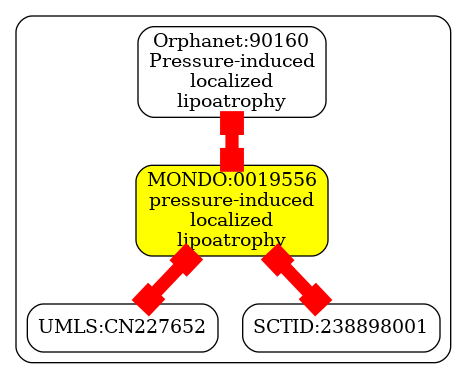 Orphanet:90160
Pressure-induced
localized
lipoatrophy
MONDO:0019556
pressure-induced
localized
lipoatrophy
UMLS:CN227652
SCTID:238898001